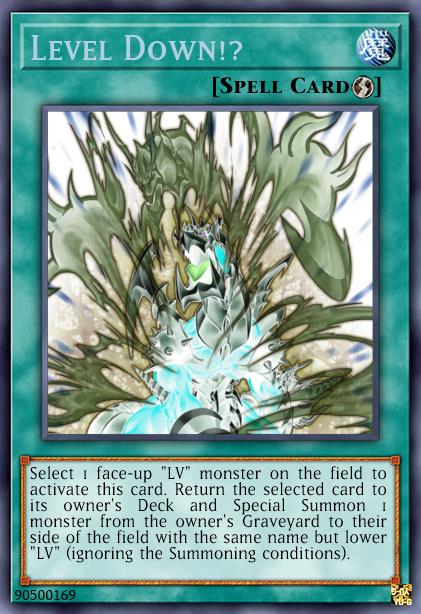 Level Down!?
[Spell Card]
Select 1 face-up "LV" monster on the field to
activate this card. Return the selected card to
its owner's Deck and Special Summon 1
monster from the owner's Graveyard to their
side of the field with the same name but lower
"LV" (ignoring the Summoning conditions).
90500169